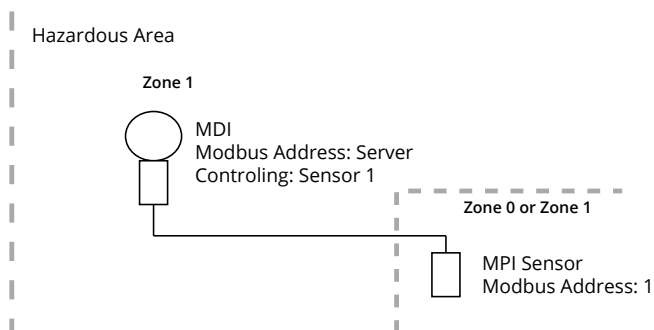 Hazardous Area
Zone 1
MDI
Modbus Address: Server
Controling: Sensor 1
Zone 0 or Zone 1
MPI Sensor
Modbus Address: 1